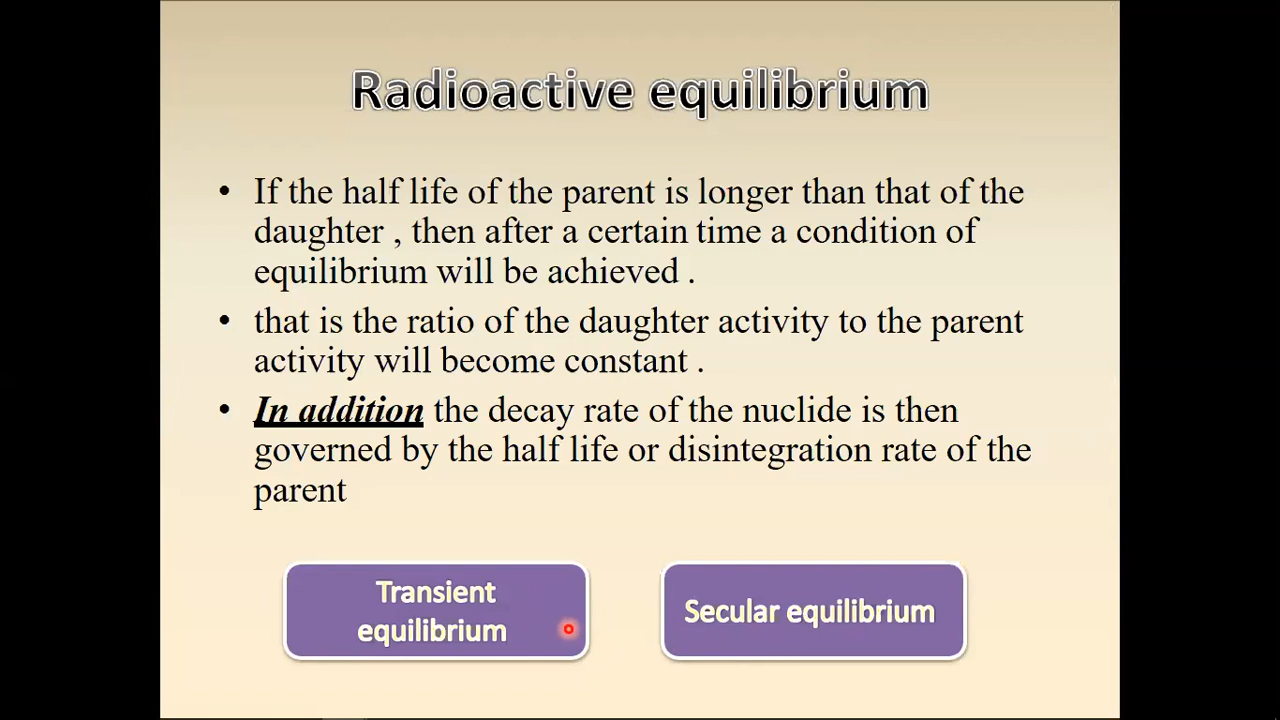 Radioactive equilibrium
• If the half life of the parent is longer than that of the
daughter , then after a certain time a condition of
equilibrium will be achieved .
• that is the ratio of the daughter activity to the parent
activity will become constant .
• In addition the decay rate of the nuclide is then
governed by the half life or disintegration rate of the
parent
Transient
equilibrium
Secular equilibrium